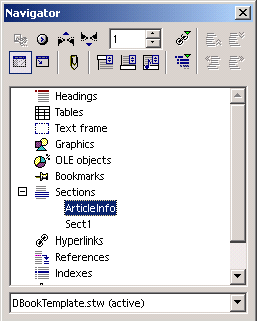 Navigator
1
Headings
Tables
Text frame
Graphics
OLE objects
Bookmarks
Sections
ArticleInfo
Sect1
Hyperlinks
References
Indexes
DBookTemplate.stw (active)